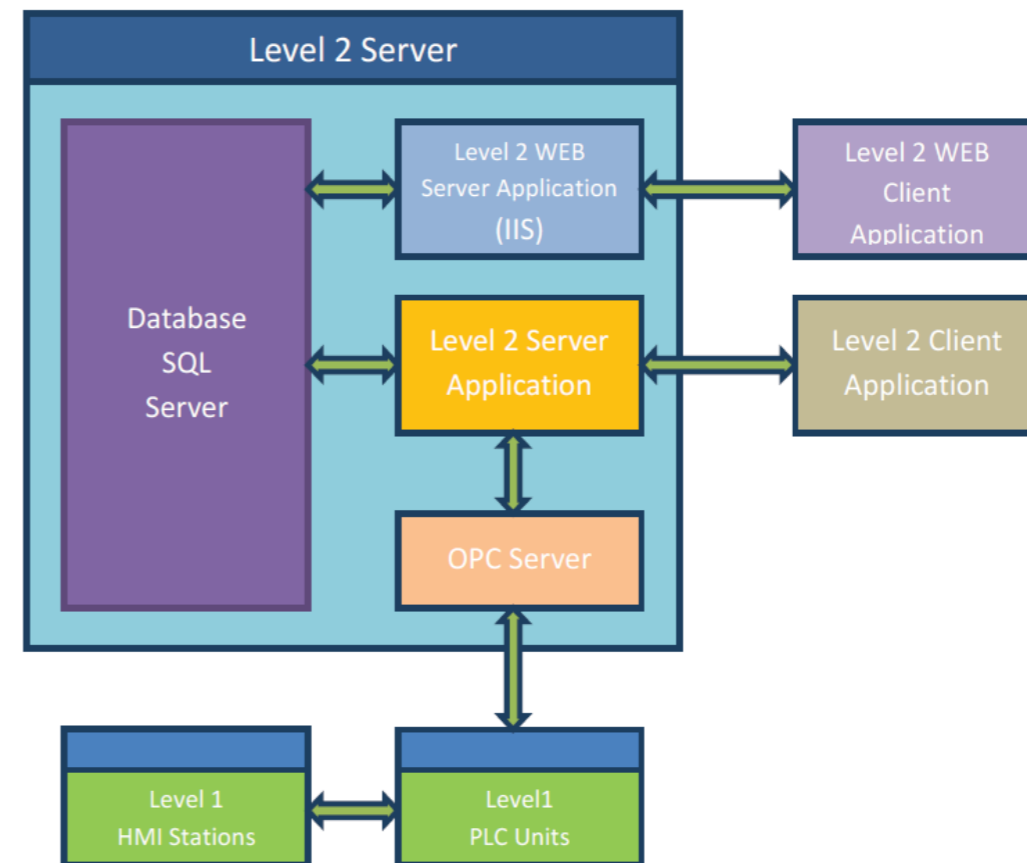 Level 2 Server
Level 2 WEB
Server Application
(IIS)
Level 2 WEB
Client
Application
Database
SQL
Server
Level 2 Server
Application
Level 2 Client
Application
OPC Server
Level 1
HMI Stations
Level1
PLC Units